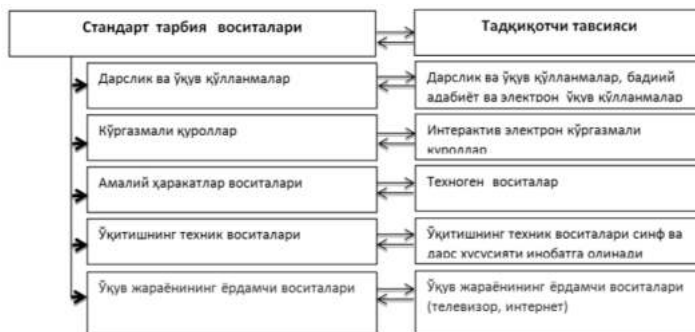 Стандарт тарбия воситалари
Тадқиқотчи тавсияси
Дарслик ва ўқув қўлланмалар
Дарслик ва ўқув қўлланмалар, бадиий
адабиёт ва электрон ўқув қўлланмалар
Кўргазмали қуроллар
Интерактив электрон кўргазмали
қуроллар
Амалий ҳаракатлар воситалари
Техноген воситалар
Ўқитишнинг техник воситалари
Ўқитишнинг техник воситалари синф ва
дарс хусусияти инобатга олинади
Ўқув жараёнининг ёрдамчи воситалари
Ўқув жараёнининг ёрдамчи воситалари
(телевизор, интернет)